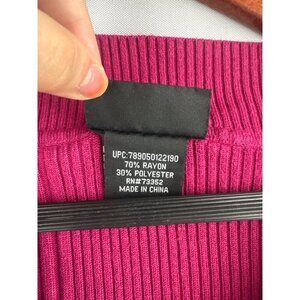 UPC:789050122190
70% RAYON
30% POLYESTER
RN#73352
MADE IN CHINA